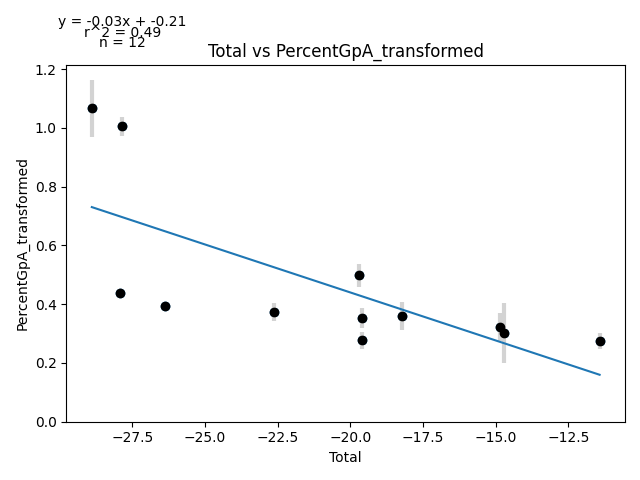 y = -0.03x + -0.21
r^2 = 0.49
n = 12
Total vs PercentGpA_transformed
1.2
1.0
0.8
0.6
0.4
0.2
0.0
PercentGpA_transformed
−27.5 −25.0 −22.5 −20.0 −17.5 −15.0 −12.5
Total